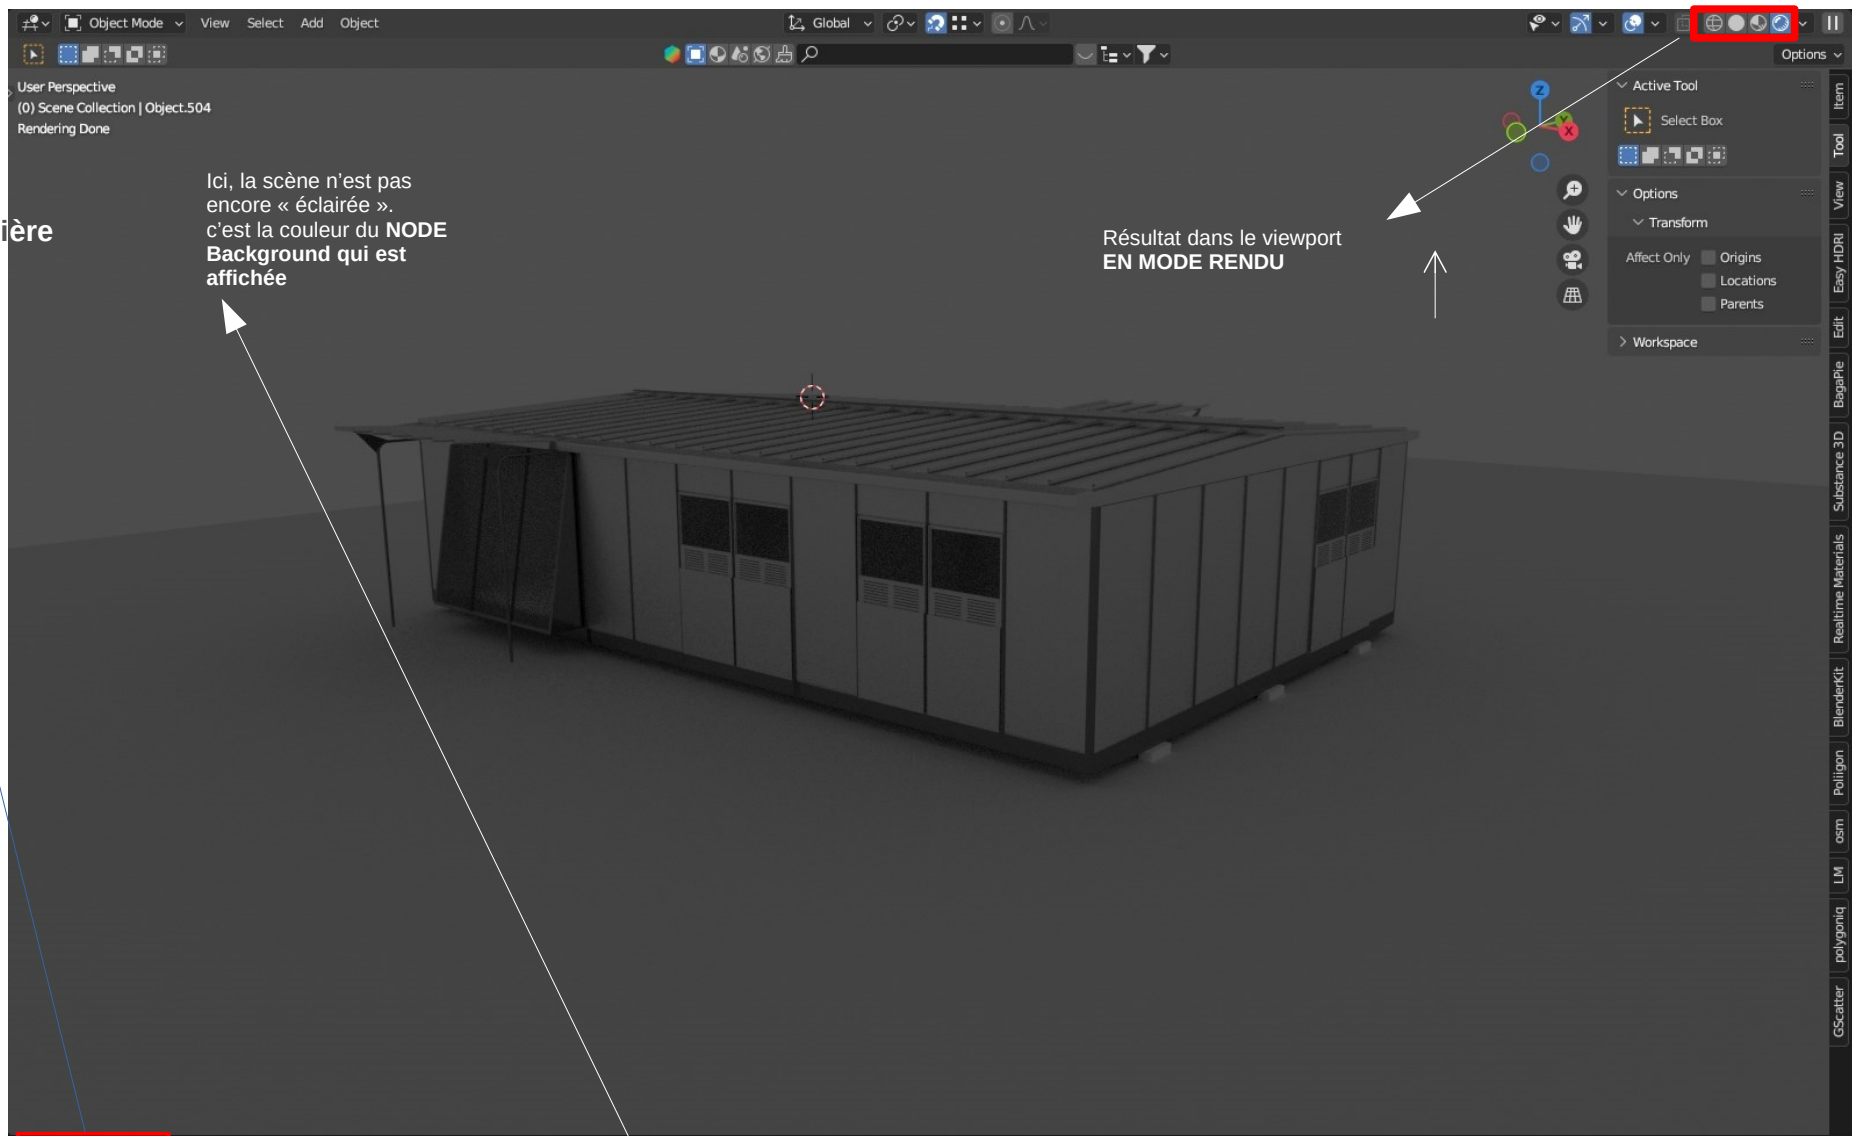 Object Mode View Select Add Object Global
Options
User Perspective
(0) Scene Collection | Object.504
Rendering Done
Ici, la scène n’est pas
encore « éclairée ».
c’est la couleur du NODE
Background qui est
affichée
ière
Résultat dans le viewport
EN MODE RENDU
Z
Y
X
Active Tool
Select Box
Options
Transform
Affect Only Origins
Locations
Parents
Workspace
Item
Tool
View
Easy HDRI
Edit
BagaPie
Substance 3D
Realtime Materials
BlenderKit
Poliigon
osm
LM
polygoniq
GScatter